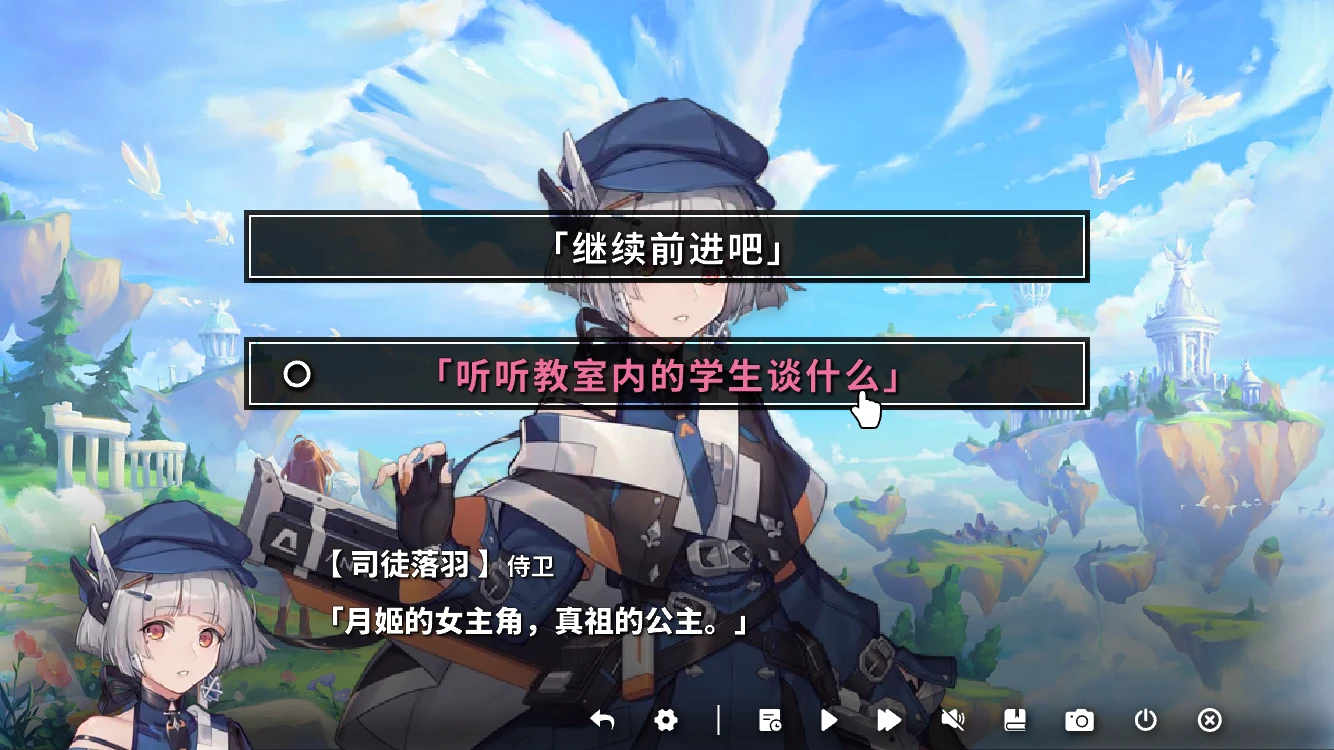 「继续前进吧」
「听听教室内的学生谈什么」
【司徒落羽】侍卫
「月姬的女主角，真祖的公主。」